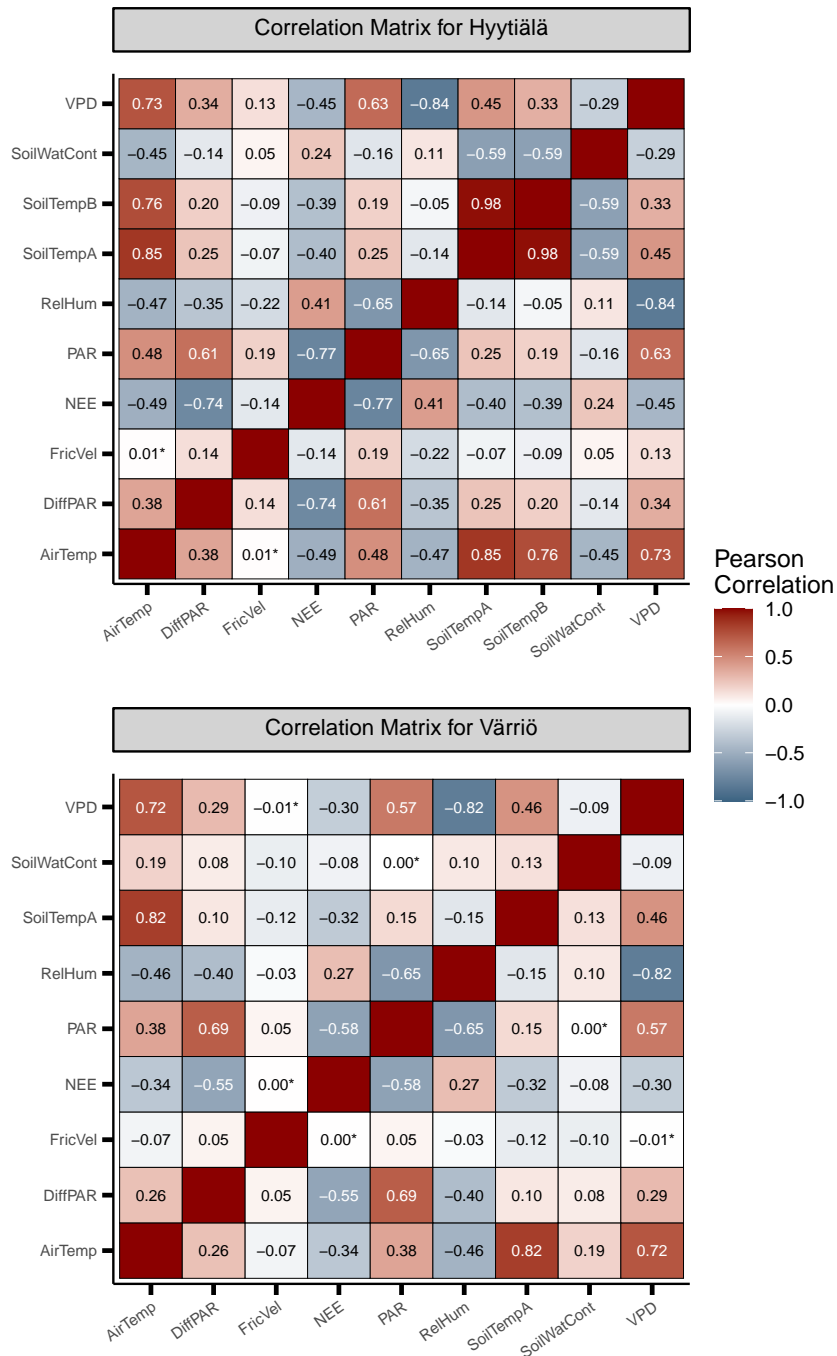 Correlation Matrix for Hyytiälä
VPD 0.73 0.34 0.13 −0.45 0.63 −0.84 0.45 0.33 −0.29
SoilWatCont −0.45 −0.14 0.05 0.24 −0.16 0.11 −0.59 −0.59 −0.29
SoilTempB 0.76 0.20 −0.09 −0.39 0.19 −0.05 0.98 −0.59 0.33
SoilTempA 0.85 0.25 −0.07 −0.40 0.25 −0.14 0.98 −0.59 0.45
RelHum −0.47 −0.35 −0.22 0.41 −0.65 −0.14 −0.05 0.11 −0.84
PAR 0.48 0.61 0.19 −0.77 −0.65 0.25 0.19 −0.16 0.63
NEE −0.49 −0.74 −0.14 −0.77 0.41 −0.40 −0.39 0.24 −0.45
FricVel 0.01* 0.14 −0.14 0.19 −0.22 −0.07 −0.09 0.05 0.13
DiffPAR 0.38 0.14 −0.74 0.61 −0.35 0.25 0.20 −0.14 0.34
AirTemp 0.38 0.01* −0.49 0.48 −0.47 0.85 0.76 −0.45 0.73
AirTemp DiffPAR FricVel NEE PAR RelHum SoilTempA SoilTempB SoilWatCont VPD
Pearson
Correlation
1.0
0.5
0.0
−0.5
−1.0
Correlation Matrix for Värriö
VPD 0.72 0.29 −0.01* −0.30 0.57 −0.82 0.46 −0.09
SoilWatCont 0.19 0.08 −0.10 −0.08 0.00* 0.10 0.13 −0.09
SoilTempA 0.82 0.10 −0.12 −0.32 0.15 −0.15 0.13 0.46
RelHum −0.46 −0.40 −0.03 0.27 −0.65 −0.15 0.10 −0.82
PAR 0.38 0.69 0.05 −0.58 −0.65 0.15 0.00* 0.57
NEE −0.34 −0.55 0.00* −0.58 0.27 −0.32 −0.08 −0.30
FricVel −0.07 0.05 0.00* 0.05 −0.03 −0.12 −0.10 −0.01*
DiffPAR 0.26 0.05 −0.55 0.69 −0.40 0.10 0.08 0.29
AirTemp 0.26 −0.07 −0.34 0.38 −0.46 0.82 0.19 0.72
AirTemp DiffPAR FricVel NEE PAR RelHum SoilTempA SoilWatCont VPD